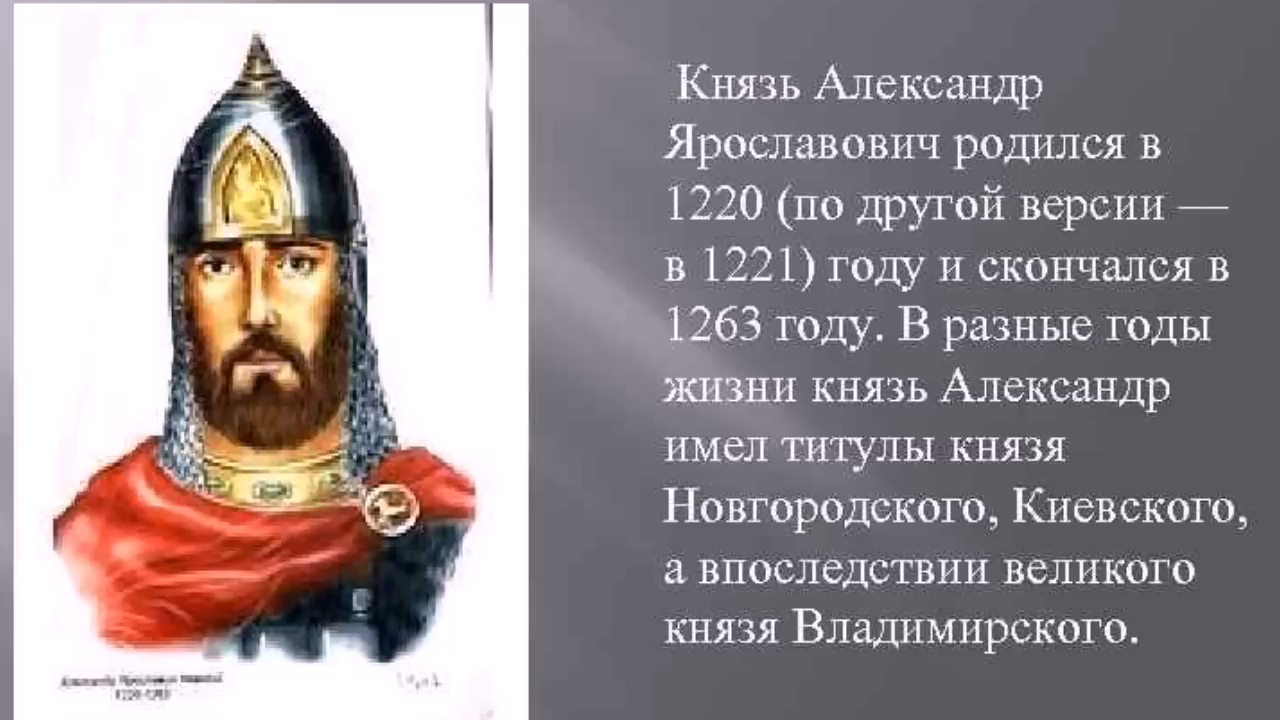 Князь Александр
Ярославович родился в
1220 (по другой версии —
в 1221) году и скончался в
1263 году. В разные годы
жизни князь Александр
имел титулы князя
Новгородского, Киевского,
а впоследствии великого
князя Владимирского.